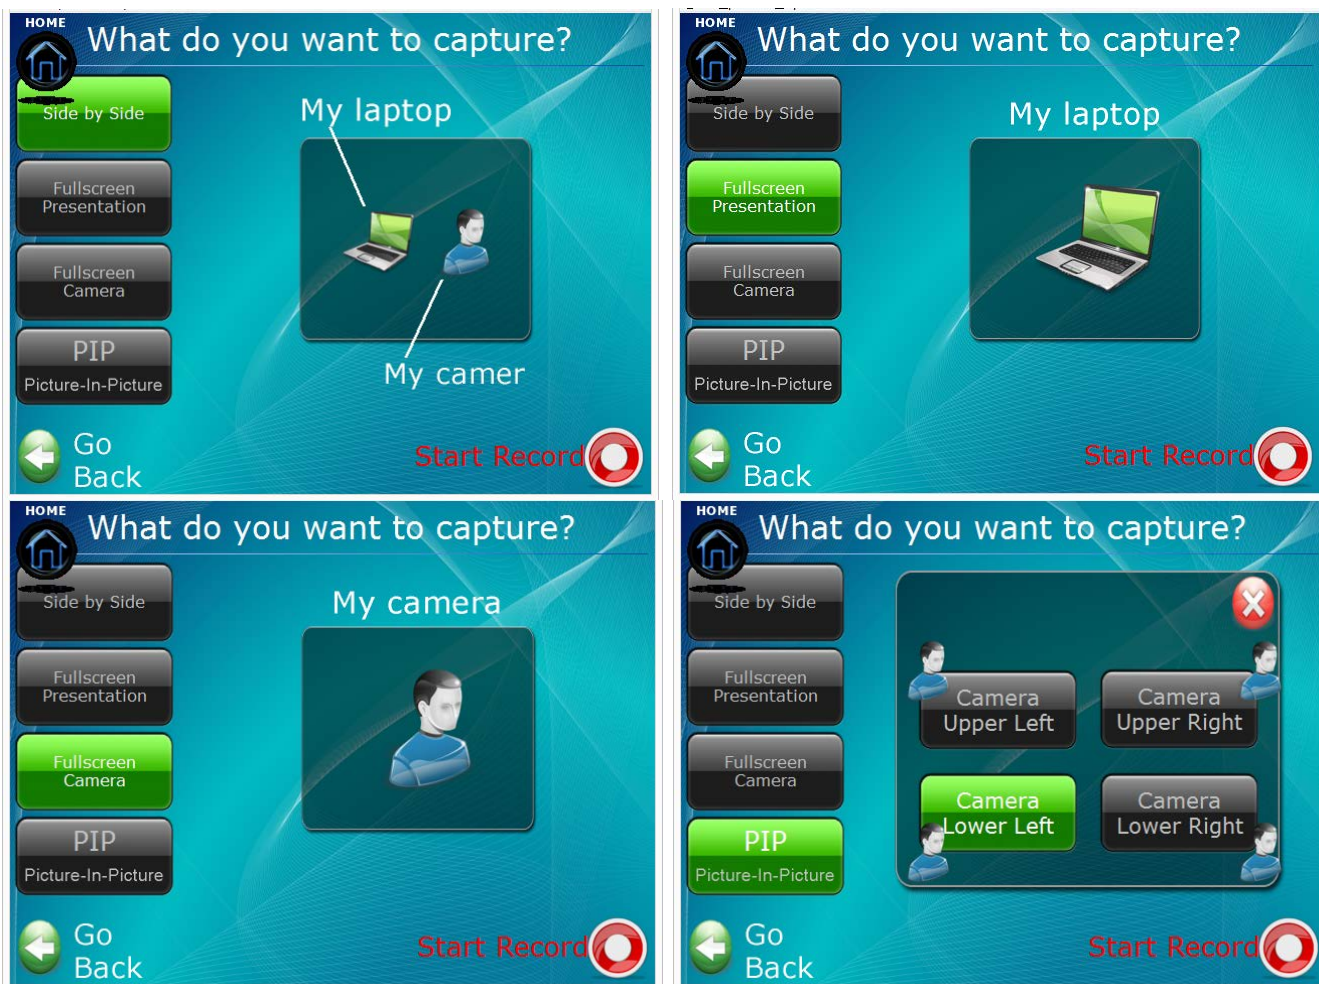 HOME
What do you want to capture?
Side by Side
Fullscreen
Presentation
Fullscreen
Camera
PIP
Picture-In-Picture
My laptop
My camer
Go
Back
Start Record
HOME
What do you want to capture?
Side by Side
Fullscreen
Presentation
Fullscreen
Camera
PIP
Picture-In-Picture
My laptop
Go
Back
Start Record
HOME
What do you want to capture?
Side by Side
Fullscreen
Presentation
Fullscreen
Camera
PIP
Picture-In-Picture
My camera
Go
Back
Start Record
HOME
What do you want to capture?
Side by Side
Fullscreen
Presentation
Fullscreen
Camera
PIP
Picture-In-Picture
Camera
Upper Left
Camera
Upper Right
Camera
Lower Left
Camera
Lower Right
Go
Back
Start Record